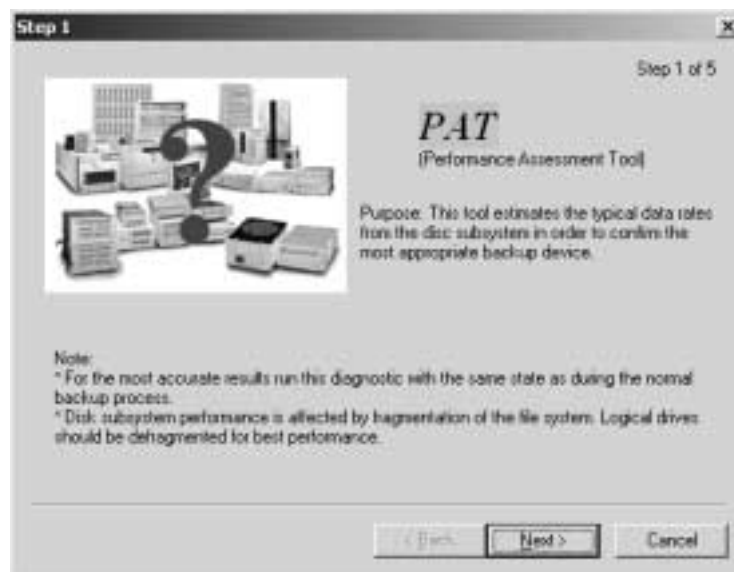 Step 1
Step 1 of 5
PAT
(Performance Assessment Tool)
Purpose: This tool estimates the typical data rates
from the disc subsystem in order to confirm the
most appropriate backup device.
Note:
* For the most accurate results run this diagnostic with the same state as during the normal
backup process.
* Disk subsystem performance is affected by fragmentation of the file system. Logical drives
should be defragmented for best performance.
< Back
Next >
Cancel